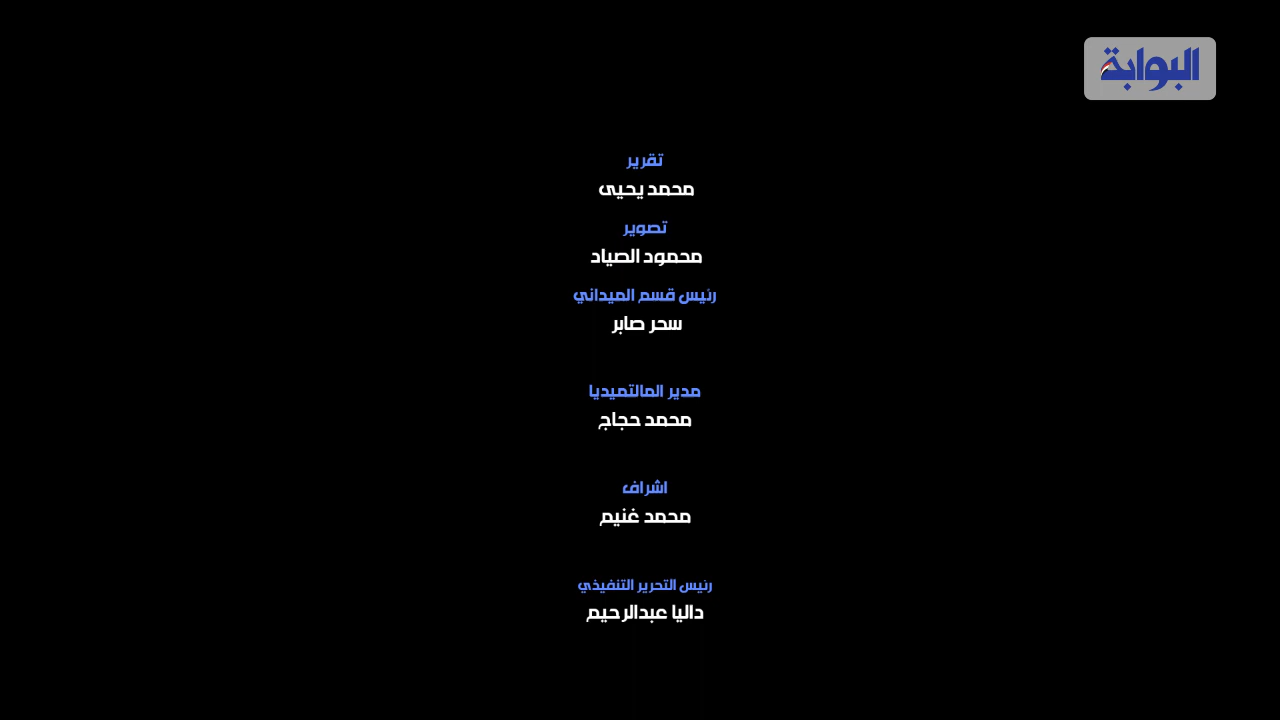 البوابة
تقرير
محمد يحيى
تصوير
محمود الصياد
رئيس قسم الميداني
سحر صابر
مدير المالتميديا
محمد حجاج
اشراف
محمد غنيم
رئيس التحرير التنفيذي
داليا عبدالرحيم